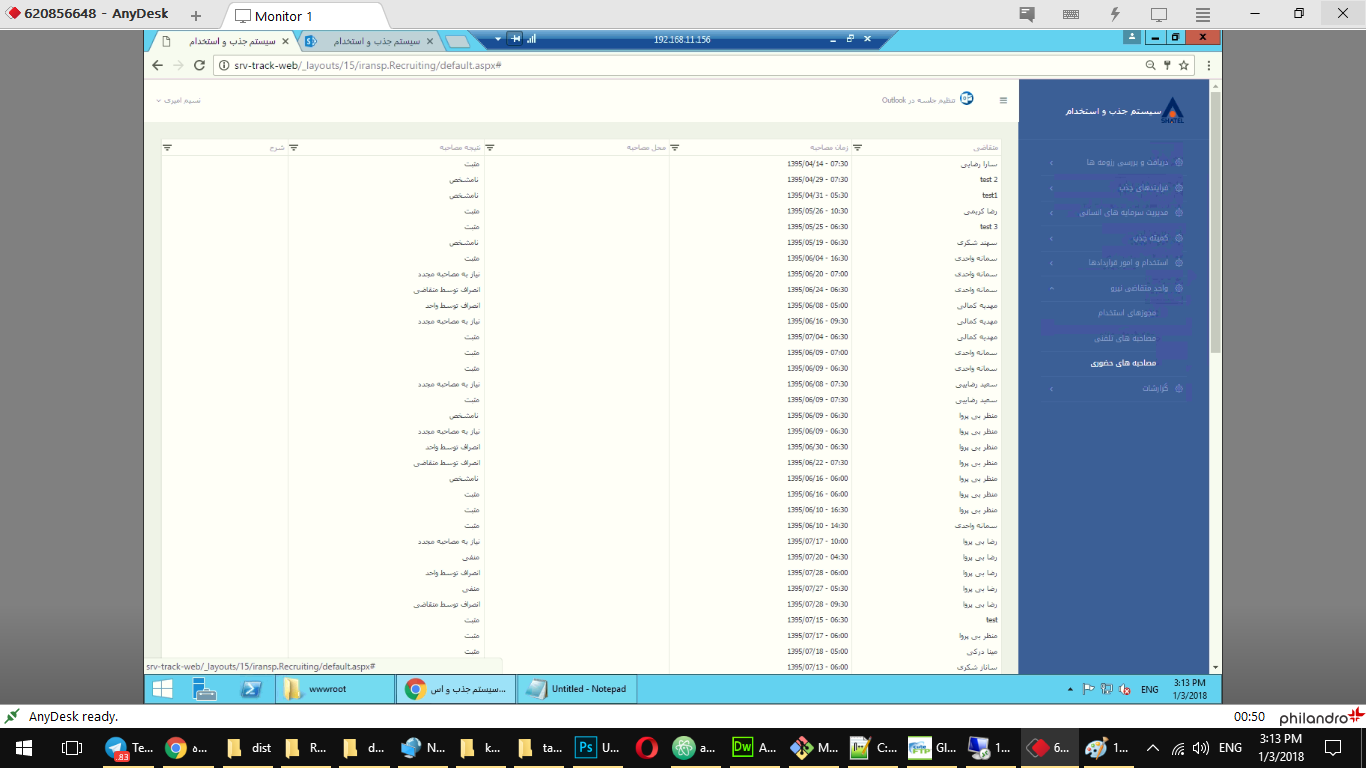 620856648 - AnyDesk
Monitor 1
سیستم جذب و استخدام
سیستم جذب و استخدام
192.168.11.156
srv-track-web/_layouts/15/iransp.Recruiting/default.aspx#
نسیم امیری
تنظیم جلسه در Outlook
سیستم جذب و استخدام
SHATEL
دریافت و بررسی رزومه ها
فرایندهای جذب
مدیریت سرمایه های انسانی
کمیته جذب
استخدام و امور قراردادها
واحد متقاضی نیرو
مجوزهای استخدام
مصاحبه های تلفنی
مصاحبه های حضوری
گزارشات
متقاضی زمان مصاحبه محل مصاحبه نتیجه مصاحبه شرح
سارا رضایی 1395/04/14 - 07:30 مثبت
test 2 1395/04/29 - 07:30 نامشخص
test1 1395/04/31 - 05:30 نامشخص
رضا کریمی 1395/05/26 - 10:30 مثبت
test 3 1395/05/25 - 06:30 مثبت
سهند شکری 1395/05/19 - 06:30 نامشخص
سمانه واحدی 1395/06/04 - 16:30 مثبت
سمانه واحدی 1395/06/20 - 07:00 نیاز به مصاحبه مجدد
سمانه واحدی 1395/06/24 - 06:30 انصراف توسط متقاضی
مهدیه کمالی 1395/06/08 - 05:00 انصراف توسط واحد
مهدیه کمالی 1395/06/16 - 09:30 نیاز به مصاحبه مجدد
مهدیه کمالی 1395/07/04 - 06:30 مثبت
سمانه واحدی 1395/06/09 - 07:00 مثبت
سمانه واحدی 1395/06/09 - 06:30 مثبت
سعید رضایی 1395/06/08 - 07:30 نیاز به مصاحبه مجدد
سعید رضایی 1395/06/09 - 07:30 مثبت
منظر بی پروا 1395/06/09 - 06:30 نامشخص
منظر بی پروا 1395/06/09 - 06:30 نیاز به مصاحبه مجدد
منظر بی پروا 1395/06/30 - 06:30 انصراف توسط واحد
منظر بی پروا 1395/06/22 - 07:30 انصراف توسط متقاضی
منظر بی پروا 1395/06/16 - 06:00 نامشخص
منظر بی پروا 1395/06/16 - 06:00 مثبت
منظر بی پروا 1395/06/10 - 16:30 مثبت
سمانه واحدی 1395/06/10 - 14:30 مثبت
رضا بی پروا 1395/07/17 - 10:00 نیاز به مصاحبه مجدد
رضا بی پروا 1395/07/20 - 04:30 منفی
رضا بی پروا 1395/07/28 - 06:00 انصراف توسط واحد
رضا بی پروا 1395/07/27 - 05:30 منفی
رضا بی پروا 1395/07/28 - 09:30 انصراف توسط متقاضی
test 1395/07/15 - 06:30 مثبت
منظر بی پروا 1395/07/17 - 06:00 مثبت
مینا درکی 1395/07/18 - 05:00 مثبت
ساناز شکری 1395/07/13 - 06:00
srv-track-web/_layouts/15/iransp.Recruiting/default.aspx#
wwwroot
سیستم جذب و اس...
Untitled - Notepad
ENG
3:13 PM
1/3/2018
AnyDesk ready.
00:50
philandro
Te...
83
ه...
dist
R...
d...
N...
k...
ta...
U...
a...
A...
M...
C:...
Gl...
1...
6...
1...
ENG
3:13 PM
1/3/2018